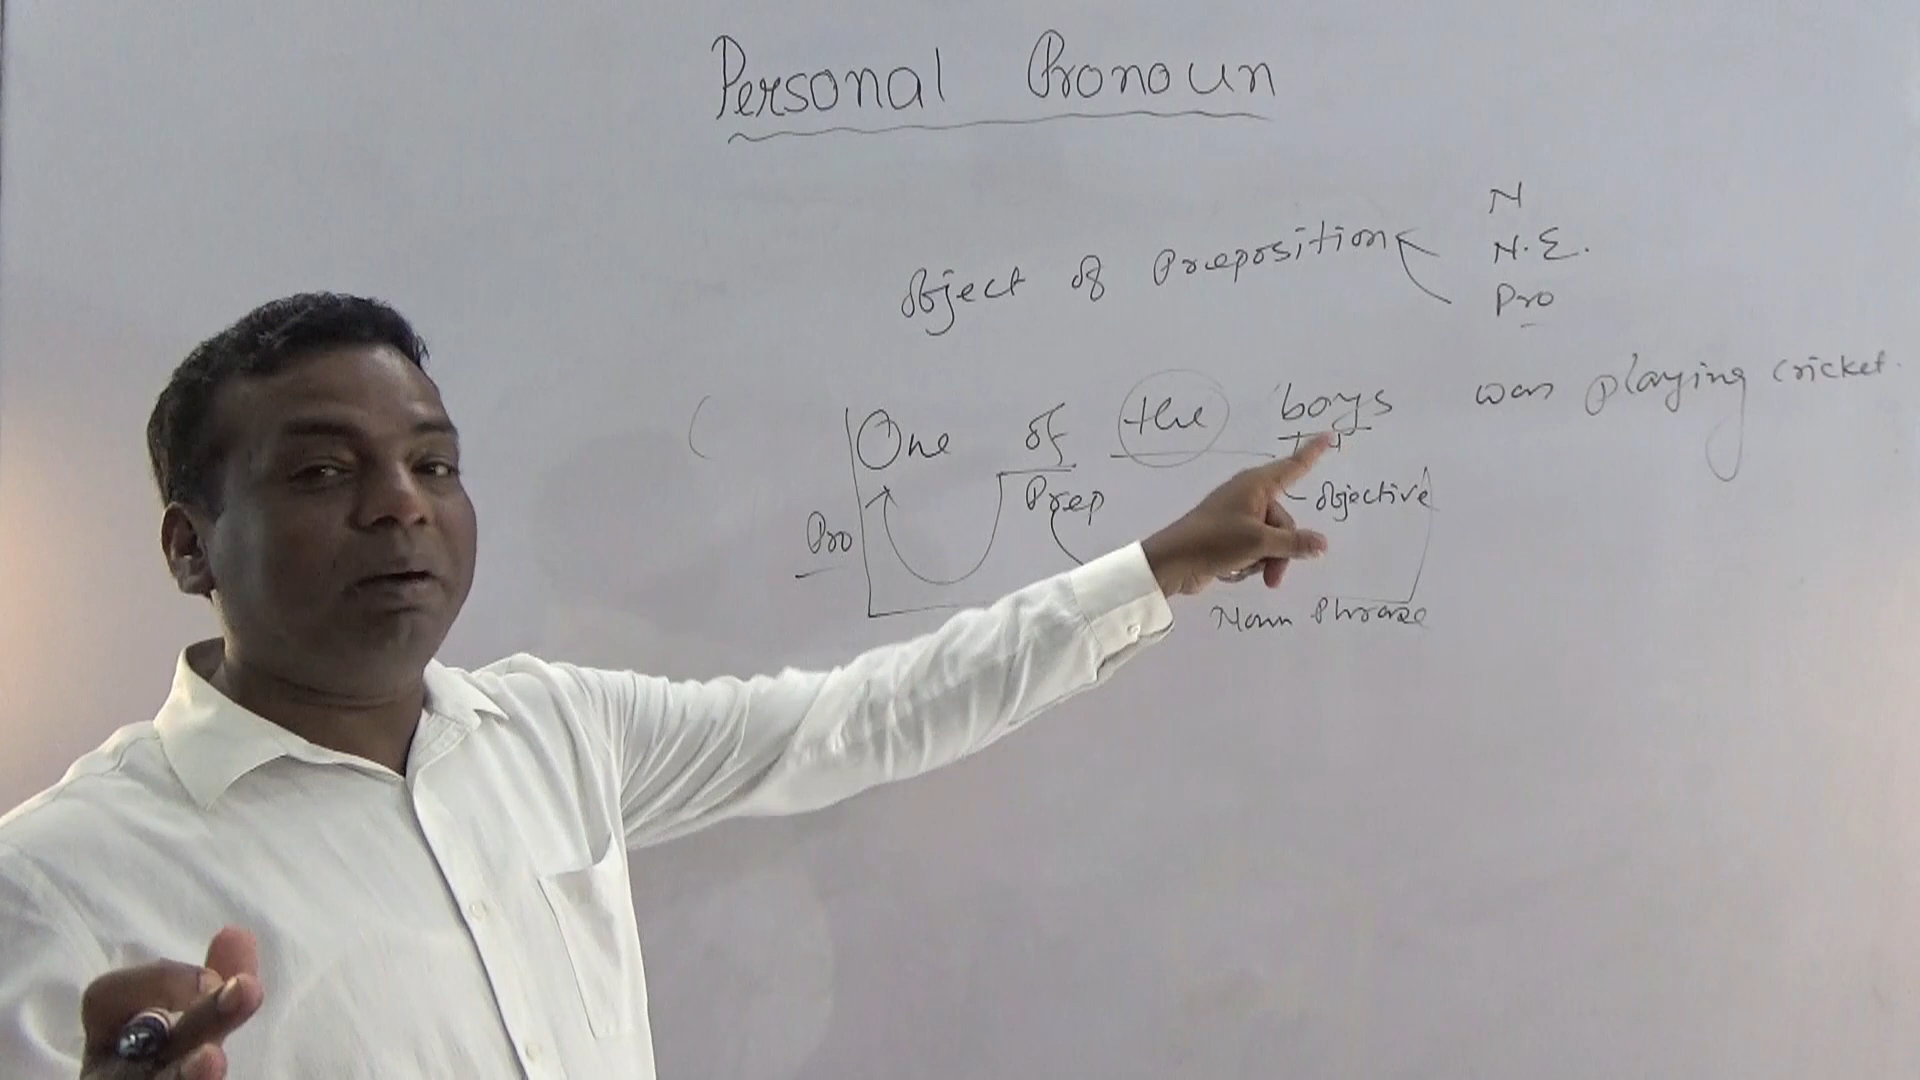 Personal Pronoun
N
Object of Preposition
N.E.
Pro
One of the boys was playing cricket.
Prep
Objective
Pro
Noun Phrase